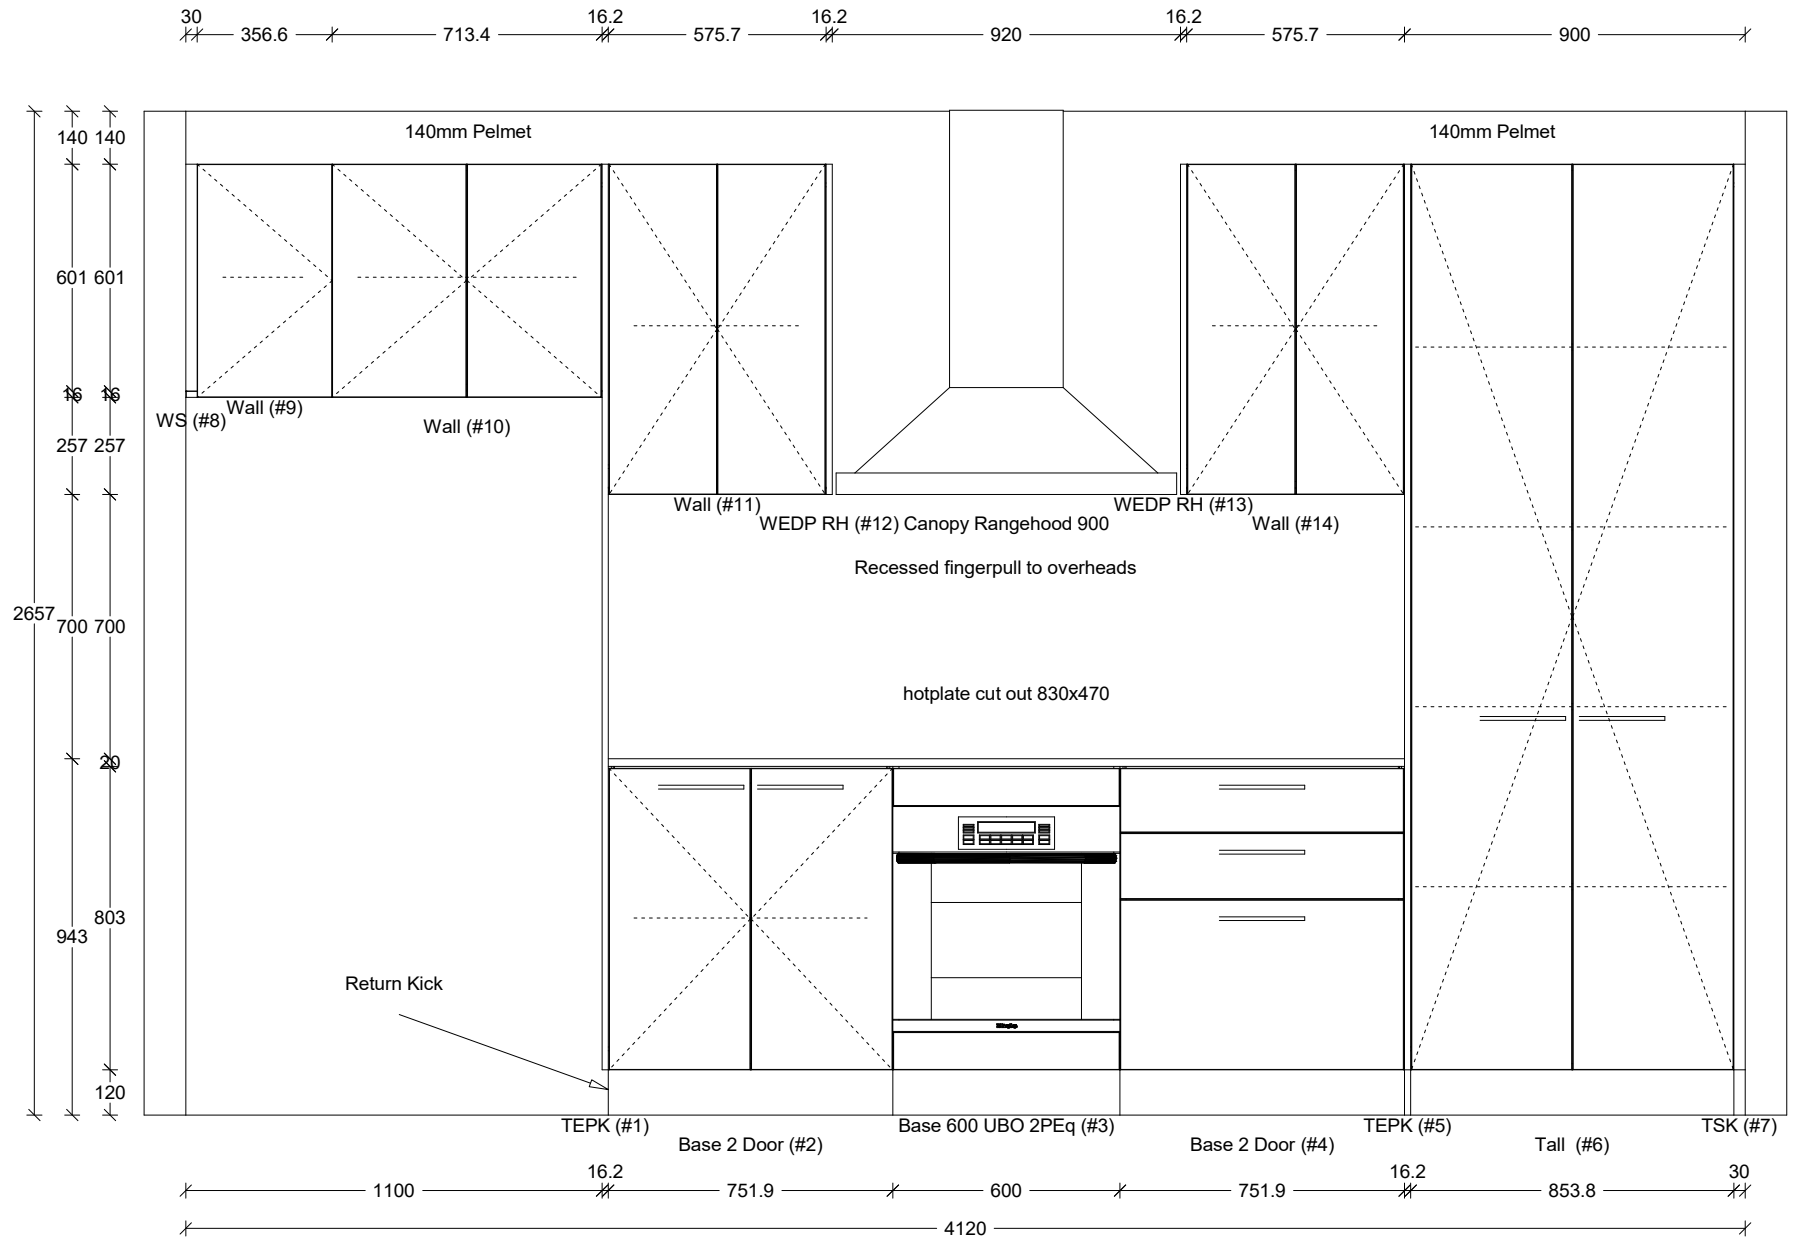 30 16.2 16.2 16.2
356.6 713.4 575.7 920 575.7 900
140 140 140mm Pelmet 140mm Pelmet
601 601
16 16
Wall (#9)
WS (#8) Wall (#10)
257 257
Wall (#11) WEDP RH (#13)
WEDP RH (#12) Canopy Rangehood 900 Wall (#14)
Recessed fingerpull to overheads
2657 700 700
hotplate cut out 830x470
20
943 803
Return Kick
120
TEPK (#1) Base 600 UBO 2PEq (#3) TEPK (#5) TSK (#7)
Base 2 Door (#2) Base 2 Door (#4) Tall (#6)
16.2 16.2 30
1100 751.9 600 751.9 853.8
4120